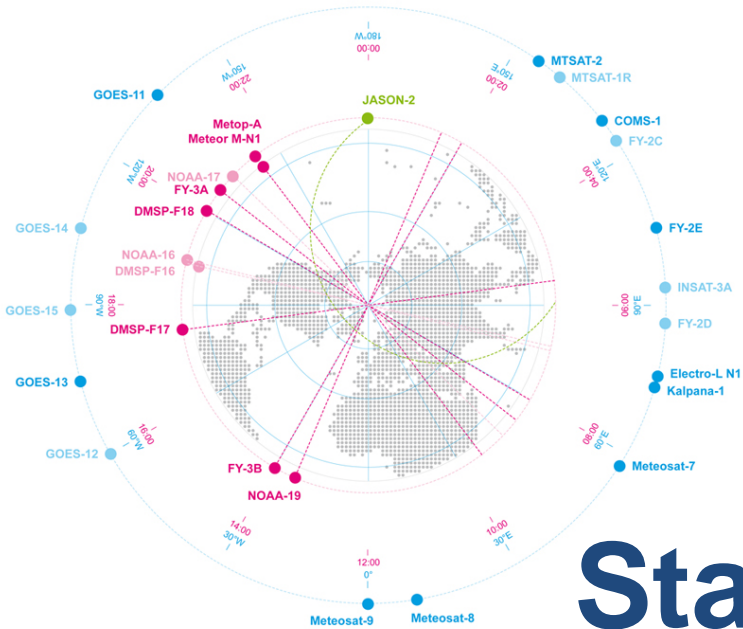 180°W
00:00
150°W
22:00
150°E
02:00
MTSAT-2
MTSAT-1R
GOES-11
JASON-2
COMS-1
FY-2C
Metop-A
Meteor M-N1
120°W
20:00
NOAA-17
FY-3A
120°E
04:00
DMSP-F18
GOES-14
FY-2E
NOAA-16
DMSP-F16
INSAT-3A
GOES-15
90°W
18:00
06:00
90°E
FY-2D
DMSP-F17
GOES-13
Electro-L N1
Kalpana-1
16:00
60°W
08:00
60°E
GOES-12
FY-3B
Meteosat-7
NOAA-19
14:00
30°W
10:00
30°E
12:00
0°
Meteosat-9
Meteosat-8
Sta